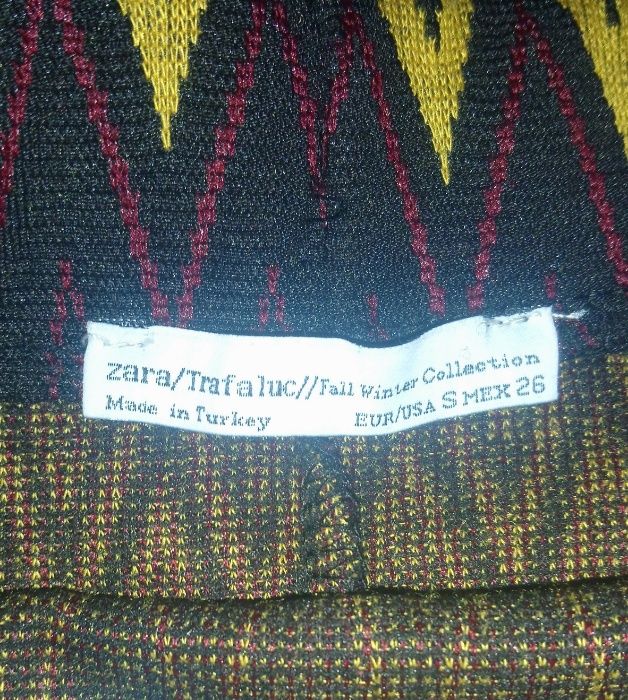 zara/Trafaluc//Fall Winter Collection
Made in Turkey EUR/USA S MEX 26